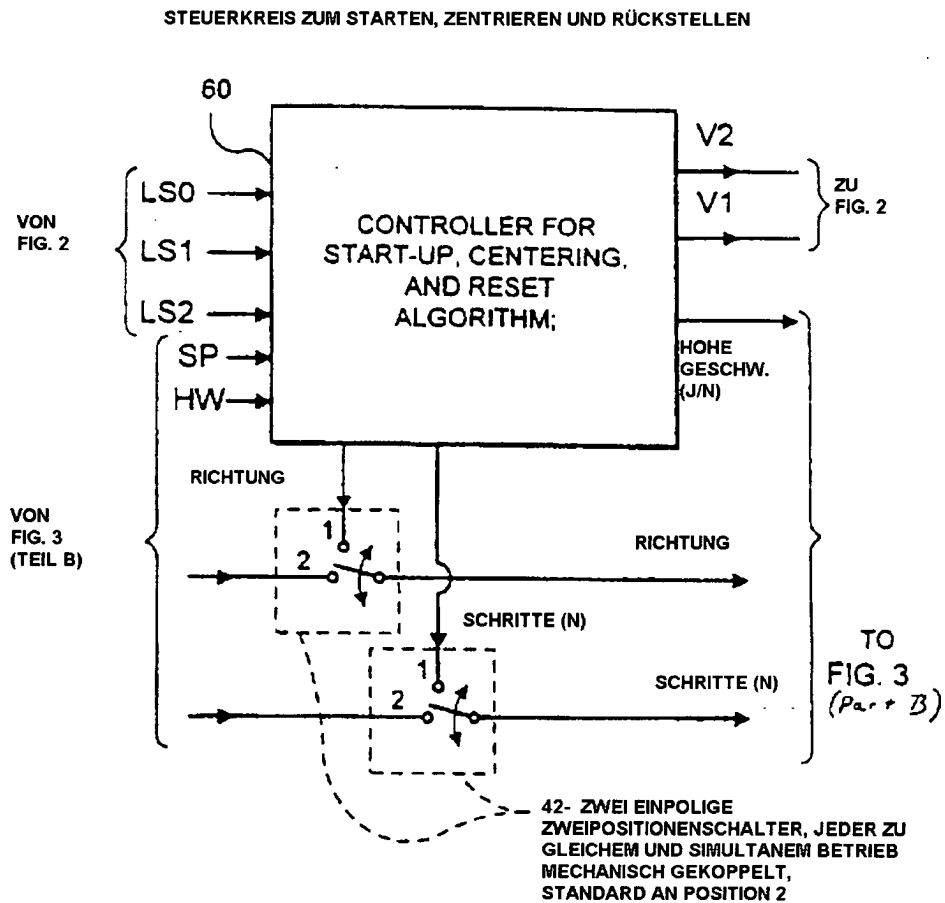 STEUERKREIS ZUM STARTEN, ZENTRIEREN UND RÜCKSTELLEN
60
V2
LS0
ZU
FIG. 2
VON
FIG. 2
V1
CONTROLLER FOR
START-UP, CENTERING,
AND RESET
ALGORITHM;
LS1
LS2
SP
HOHE
GESCHW.
(J/N)
HW
RICHTUNG
VON
FIG. 3
(TEIL B)
1
2
RICHTUNG
SCHRITTE (N)
TO
FIG. 3
(Part B)
1
2
SCHRITTE (N)
42- ZWEI EINPOLIGE
ZWEIPOSITIONENSCHALTER, JEDER ZU
GLEICHEM UND SIMULTANEM BETRIEB
MECHANISCH GEKOPPELT,
STANDARD AN POSITION 2